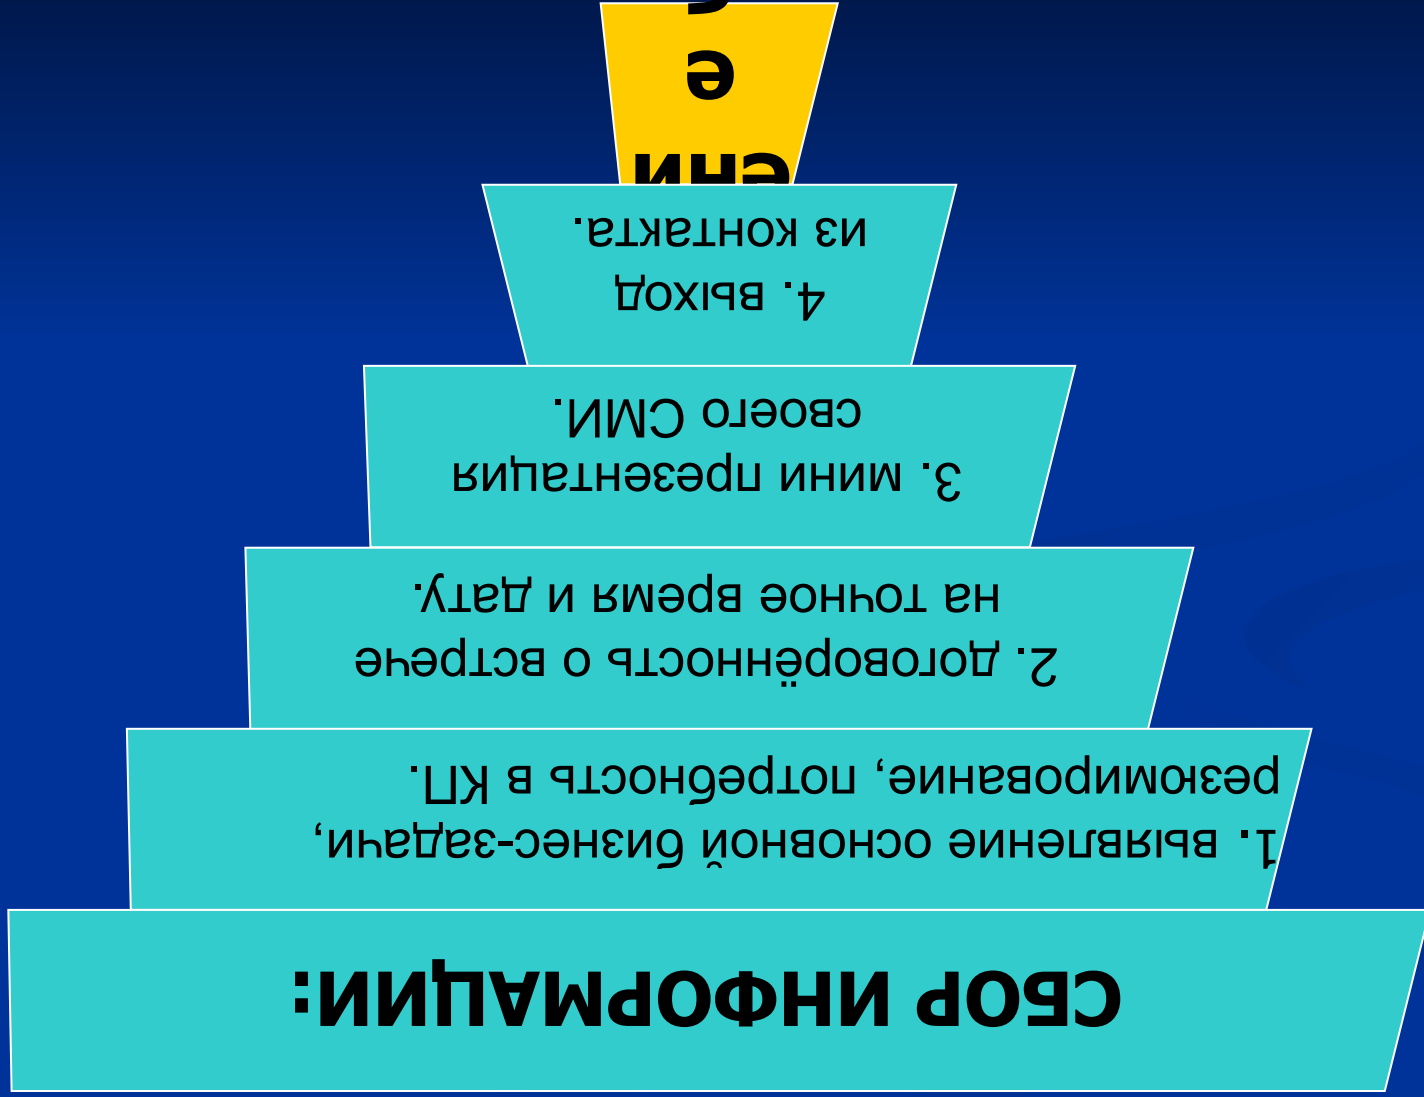 СБОР ИНФОРМАЦИИ:
1. выявление основной бизнес-задачи,
резюмирование, потребность в КП.
2. договорённость о встрече
на точное время и дату.
3. мини презентация
своего СМИ.
4. выход
из контакта.
ени
е